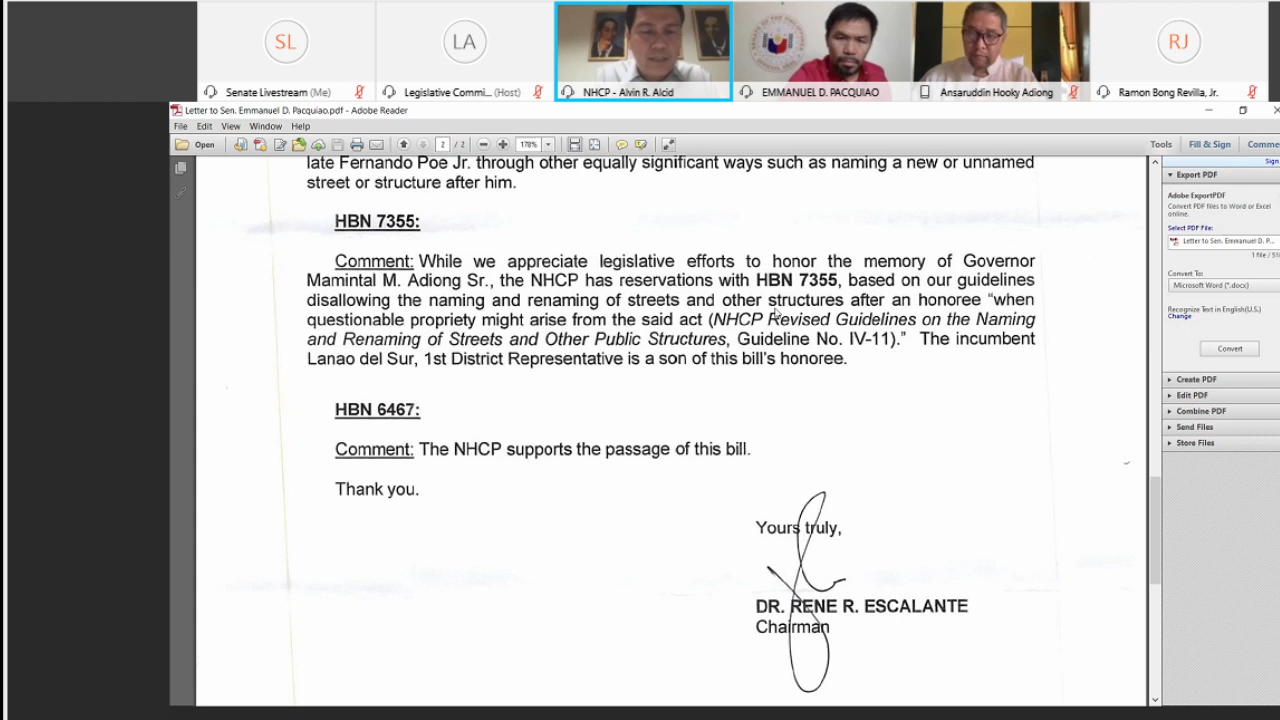 SL
LA
RJ
Senate Livestream (Me)
Legislative Commi... (Host)
NHCP - Alvin R. Alcid
EMMANUEL D. PACQUIAO
Ansaruddin Hooky Adiong
Ramon Bong Revilla, Jr.
Letter to Sen. Emmanuel D. Pacquiao.pdf - Adobe Reader
File Edit View Window Help
Open 2 / 2 178% Tools Fill & Sign Comme
late Fernando Poe Jr. through other equally significant ways such as naming a new or unnamed
street or structure after him.
HBN 7355:
Comment: While we appreciate legislative efforts to honor the memory of Governor
Mamintal M. Adiong Sr., the NHCP has reservations with HBN 7355, based on our guidelines
disallowing the naming and renaming of streets and other structures after an honoree “when
questionable propriety might arise from the said act (NHCP Revised Guidelines on the Naming
and Renaming of Streets and Other Public Structures, Guideline No. IV-11).” The incumbent
Lanao del Sur, 1st District Representative is a son of this bill's honoree.
HBN 6467:
Comment: The NHCP supports the passage of this bill.
Thank you.
Yours truly,
DR. RENE R. ESCALANTE
Chairman
Sign
Export PDF
Adobe ExportPDF
Convert PDF files to Word or Excel
online.
Select PDF File:
Letter to Sen. Emmanuel D. P...
1 file / 51
Convert To:
Microsoft Word (*.docx)
Recognize Text in English(U.S.)
Change
Convert
Create PDF
Edit PDF
Combine PDF
Send Files
Store Files